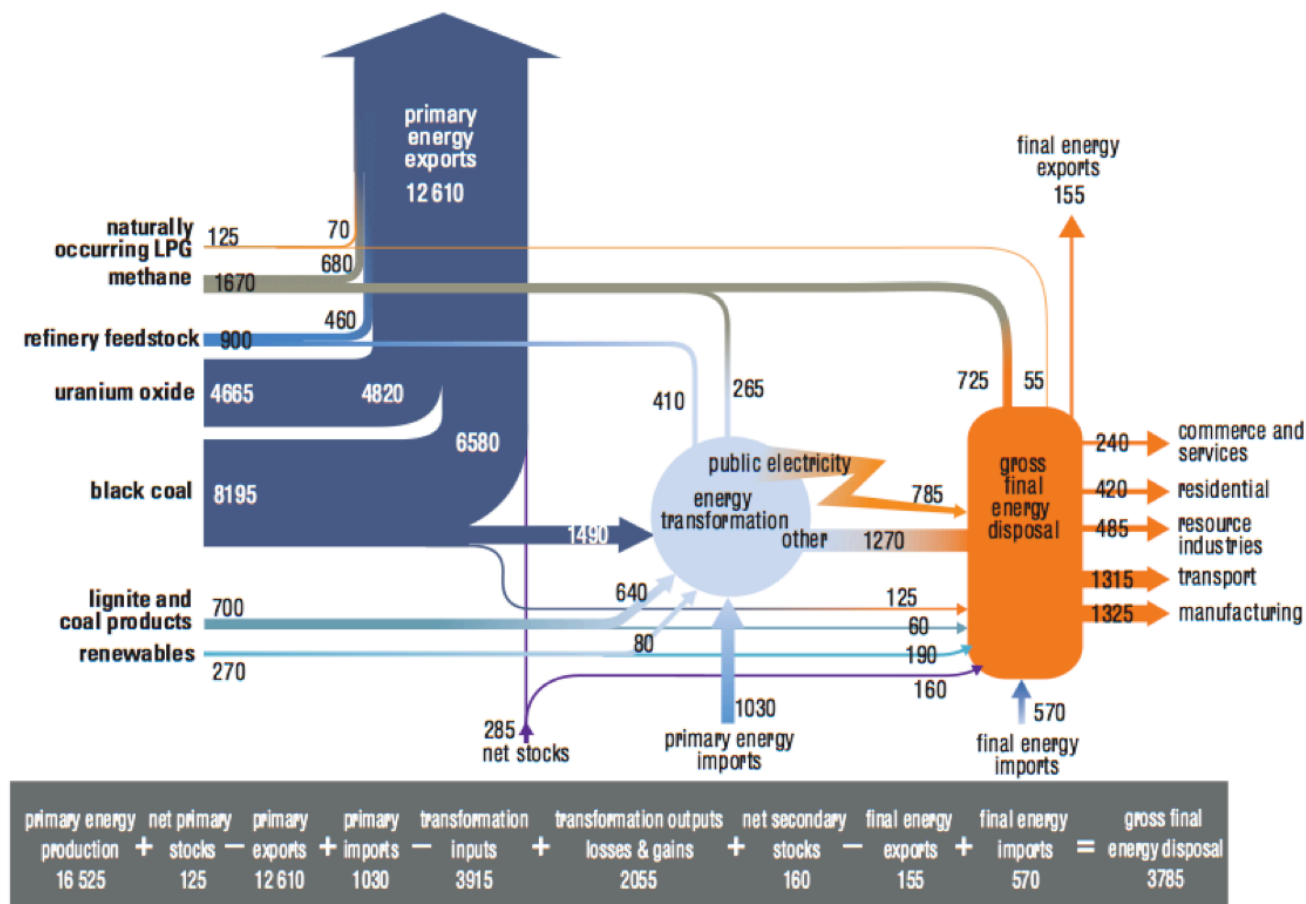 primary
energy
exports
12 610
final energy
exports
155
naturally
occurring LPG
125
70
methane
1670
680
refinery feedstock
900
460
uranium oxide
4665
4820
410
265
725
55
black coal
8195
6580
public electricity
energy
transformation
785
other
1270
1490
gross
final
energy
disposal
240
commerce and
services
420
residential
485
resource
industries
1315
transport
1325
manufacturing
lignite and
coal products
700
640
125
60
renewables
270
80
190
160
285
net stocks
1030
primary energy
imports
570
final energy
imports
primary energy production 16 525
+
net primary stocks 125
−
primary exports 12 610
+
primary imports 1030
−
transformation inputs 3915
+
transformation outputs losses & gains 2055
+
net secondary stocks 160
−
final energy exports 155
+
final energy imports 570
=
gross final energy disposal 3785